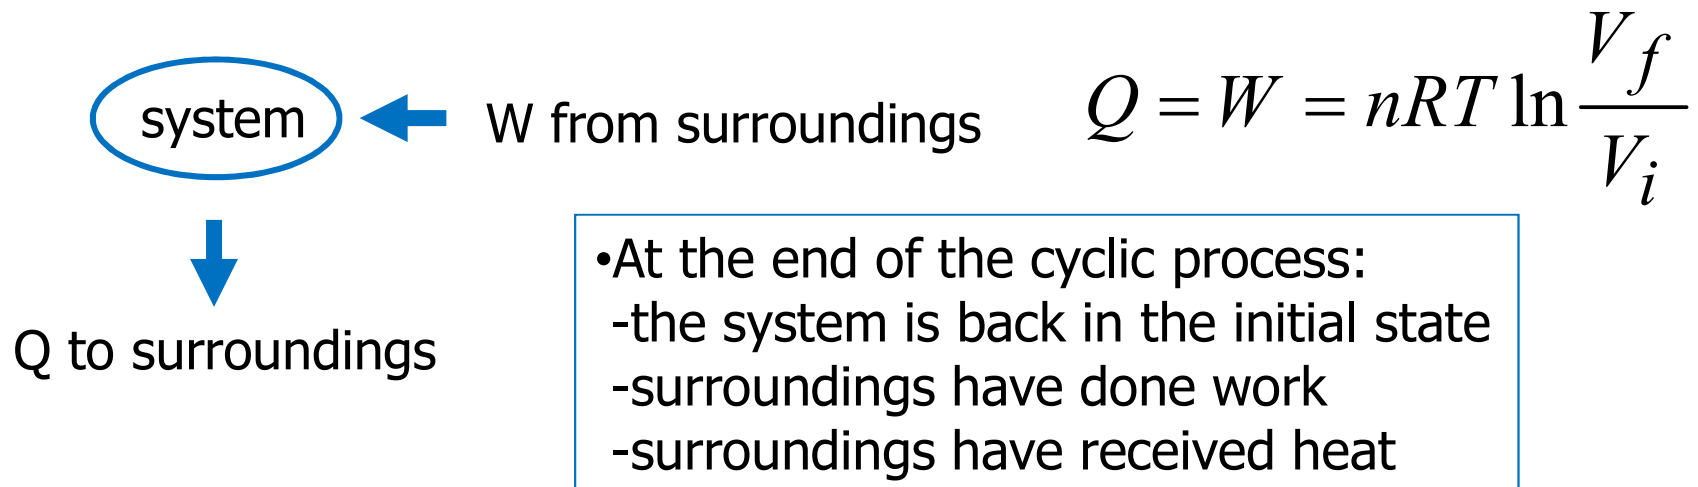 system
W from surroundings
Q = W = nRT ln V_f / V_i
Q to surroundings
•At the end of the cyclic process:
-the system is back in the initial state
-surroundings have done work
-surroundings have received heat